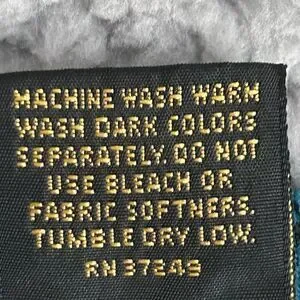 MACHINE WASH WARM
WASH DARK COLORS
SEPARATELY. DO NOT
USE BLEACH OR
FABRIC SOFTNERS.
TUMBLE DRY LOW.
RN 37249